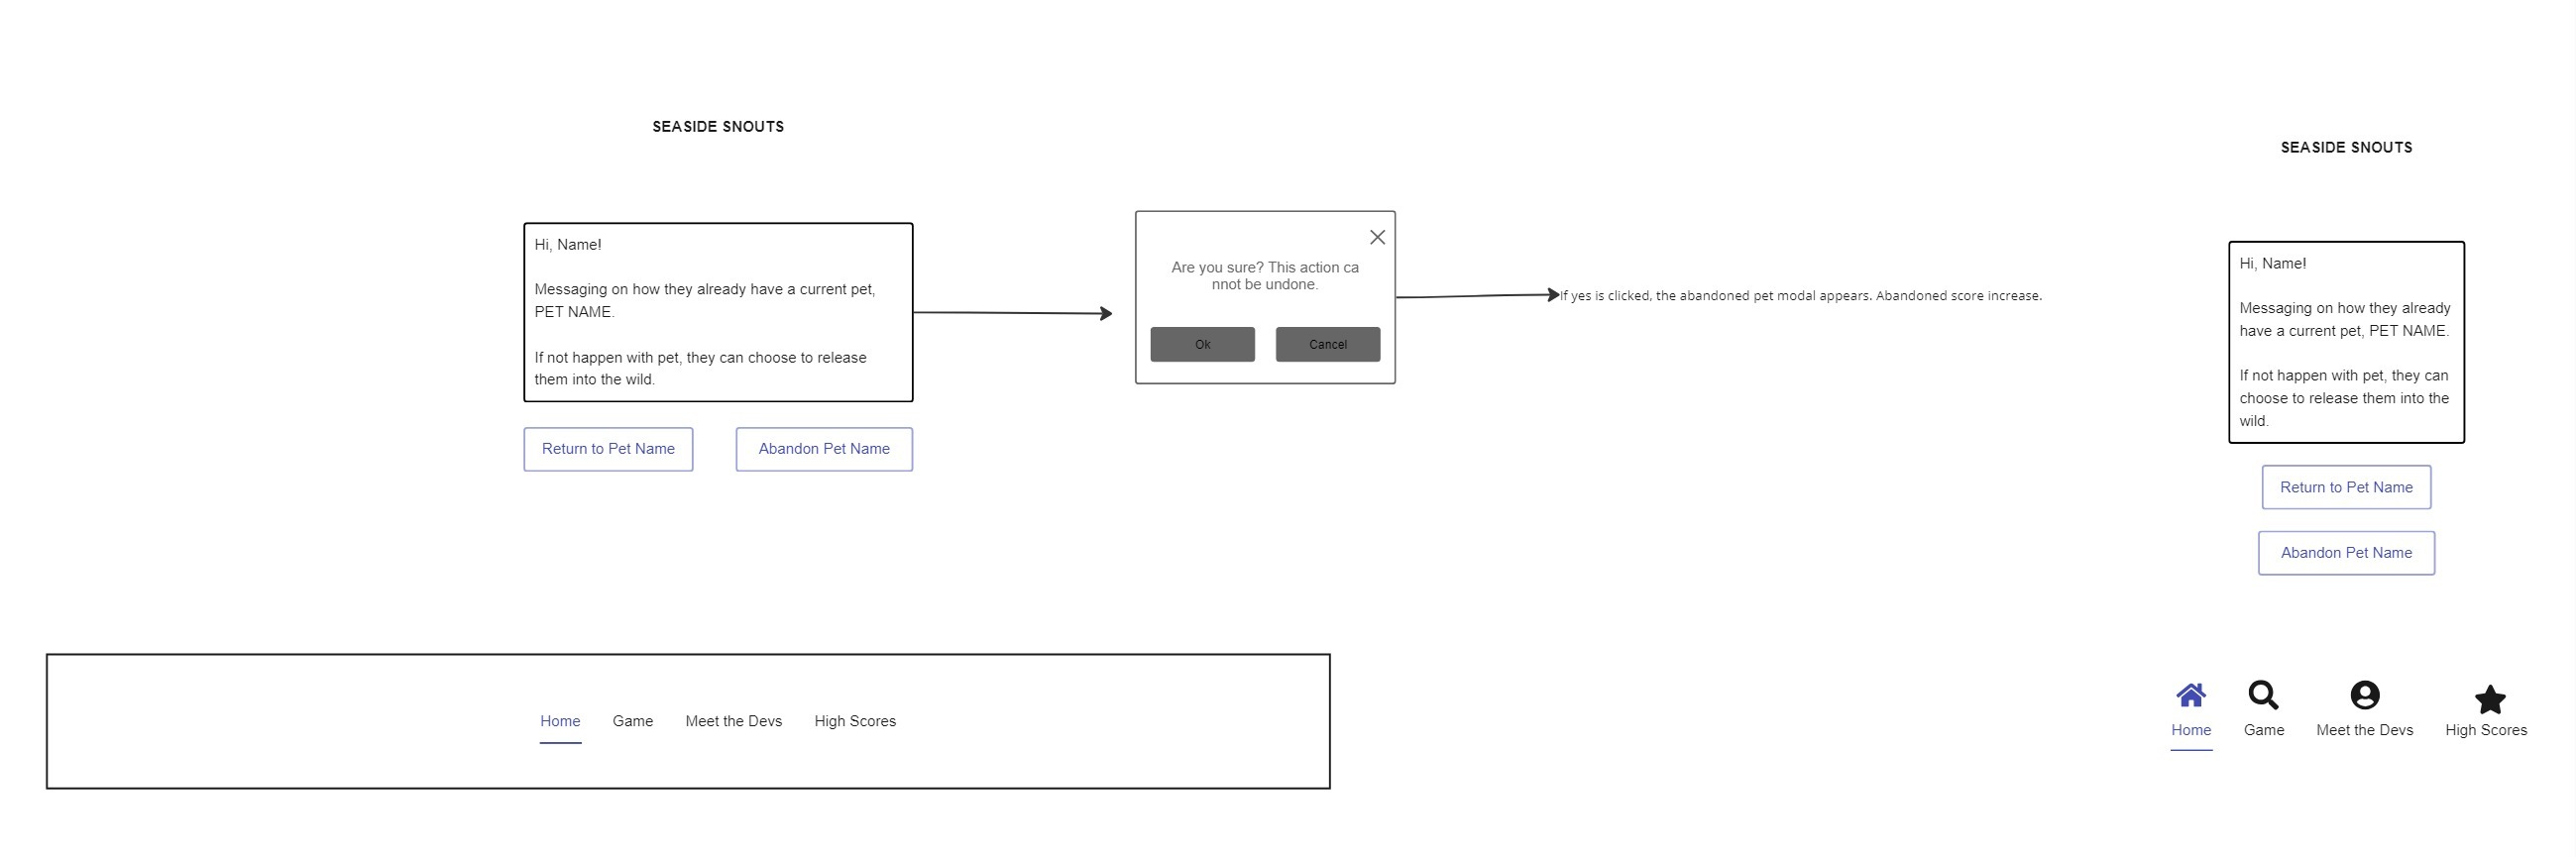 SEASIDE SNOUTS
Hi, Name!
Messaging on how they already have a current pet,
PET NAME.
If not happen with pet, they can choose to release
them into the wild.
Return to Pet Name
Abandon Pet Name
Are you sure? This action ca
nnot be undone.
Ok
Cancel
If yes is clicked, the abandoned pet modal appears. Abandoned score increase.
Home
Game
Meet the Devs
High Scores
SEASIDE SNOUTS
Hi, Name!
Messaging on how they already
have a current pet, PET NAME.
If not happen with pet, they can
choose to release them into the
wild.
Return to Pet Name
Abandon Pet Name
Home
Game
Meet the Devs
High Scores